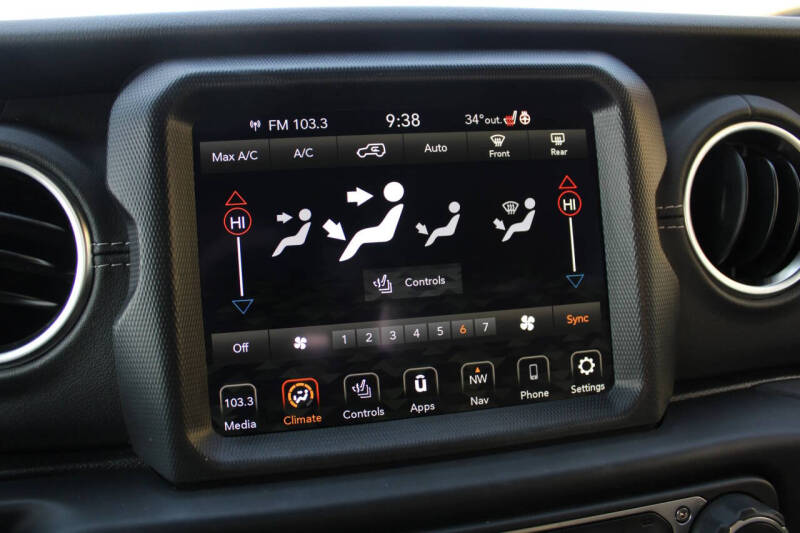 FM 103.3 9:38 34° out.
Max A/C A/C Auto Front Rear
HI HI
Controls
Off 1 2 3 4 5 6 7 Sync
103.3 NW
Media Climate Controls Apps Nav Phone Settings